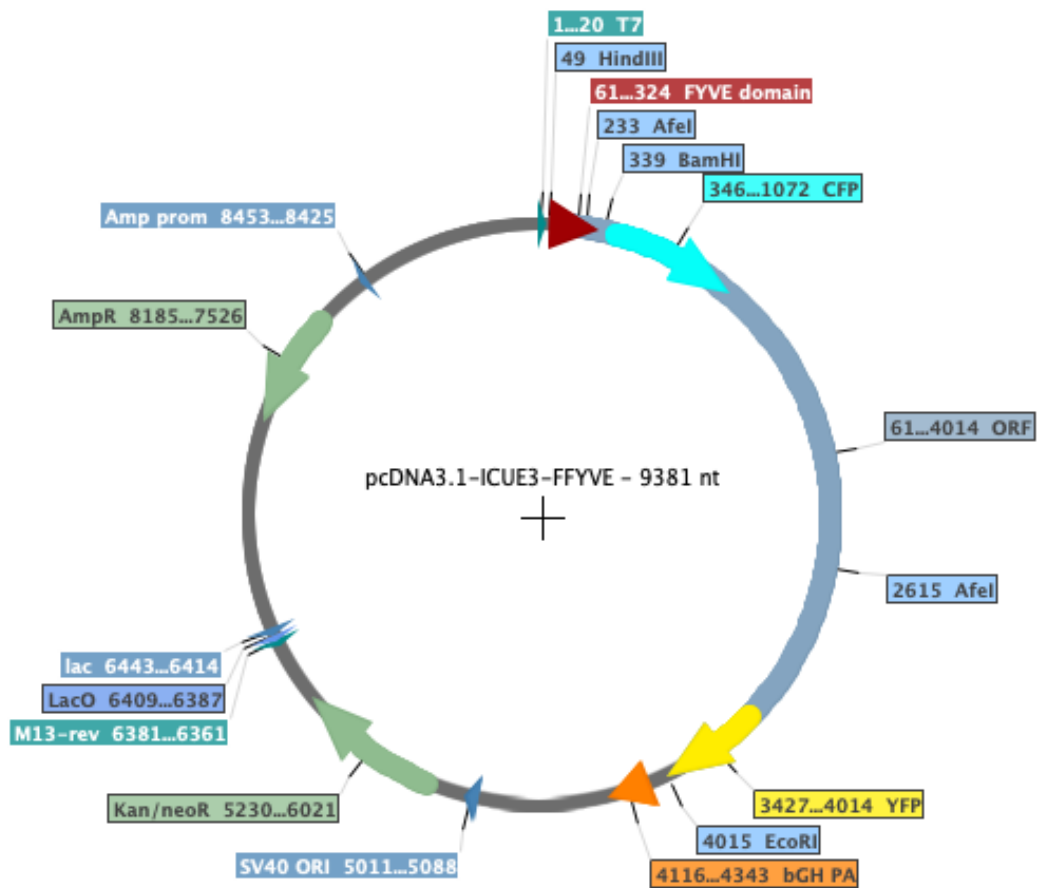 1...20 T7
49 HindIII
61...324 FYVE domain
233 AfeI
339 BamHI
346...1072 CFP
Amp prom 8453...8425
AmpR 8185...7526
61...4014 ORF
pcDNA3.1-ICUE3-FFYVE - 9381 nt
2615 AfeI
lac 6443...6414
LacO 6409...6387
M13-rev 6381...6361
Kan/neoR 5230...6021
3427...4014 YFP
4015 EcoRI
SV40 ORI 5011...5088
4116...4343 bGH PA